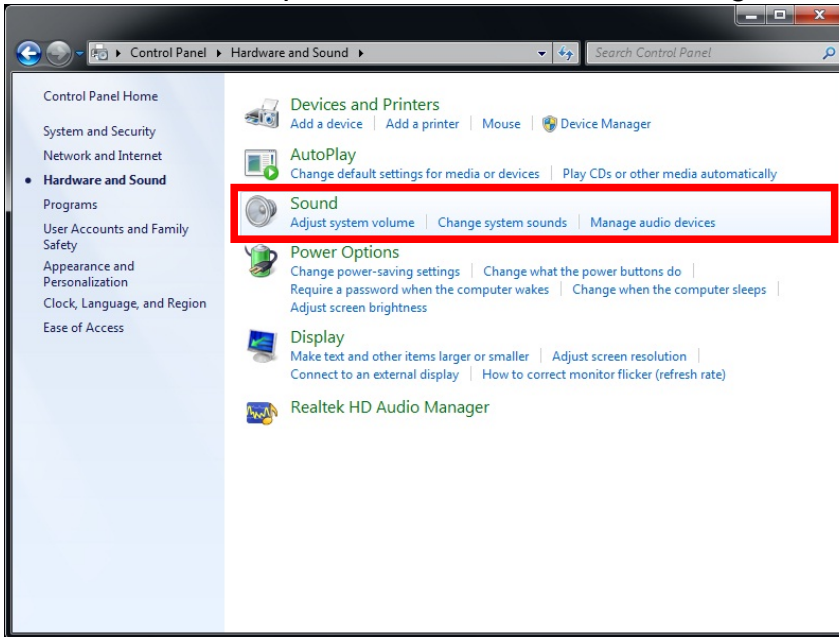 Control Panel ▸ Hardware and Sound ▸
Search Control Panel
Control Panel Home
System and Security
Network and Internet
Hardware and Sound
Programs
User Accounts and Family
Safety
Appearance and
Personalization
Clock, Language, and Region
Ease of Access
Devices and Printers
Add a device | Add a printer | Mouse | Device Manager
AutoPlay
Change default settings for media or devices | Play CDs or other media automatically
Sound
Adjust system volume | Change system sounds | Manage audio devices
Power Options
Change power-saving settings | Change what the power buttons do |
Require a password when the computer wakes | Change when the computer sleeps |
Adjust screen brightness
Display
Make text and other items larger or smaller | Adjust screen resolution |
Connect to an external display | How to correct monitor flicker (refresh rate)
Realtek HD Audio Manager